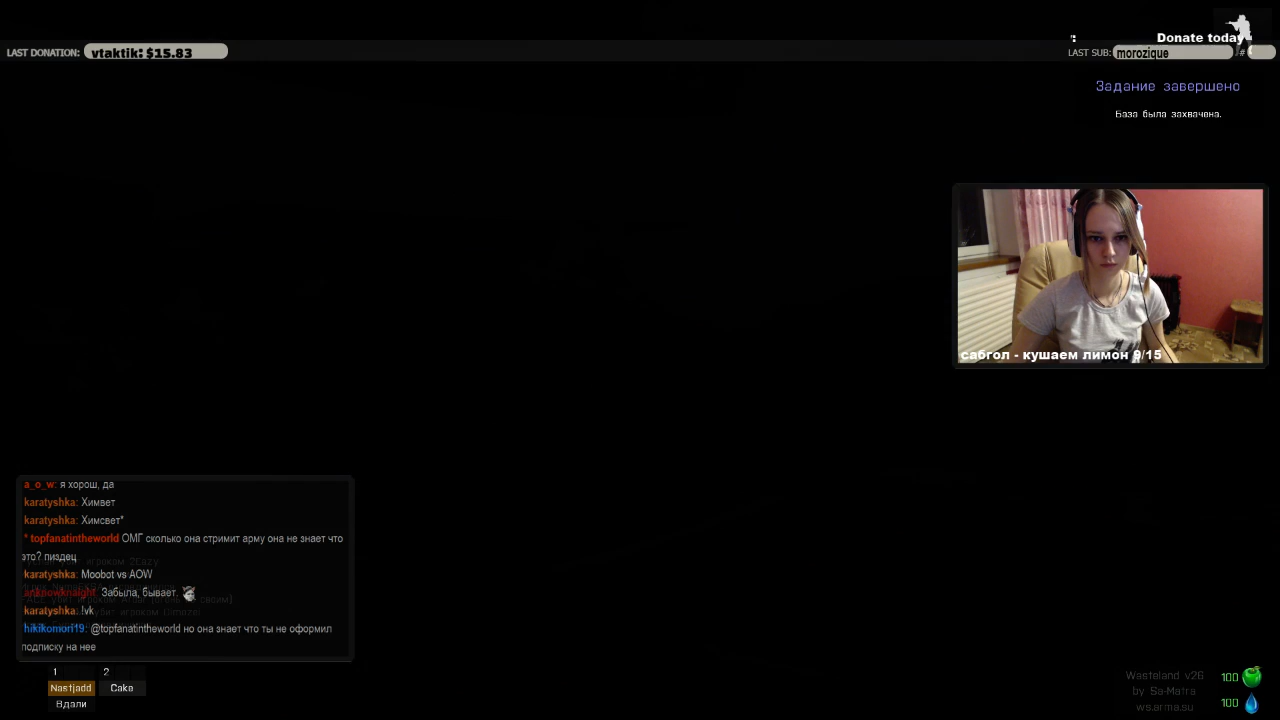 Donate today
LAST DONATION: vtaktik: $15.83
LAST SUB: morozique #
Задание завершено
База была захвачена.
сабгол - кушаем лимон 9/15
a_o_w: я хорош, да
karatyshka: Химвет
karatyshka: Химсвет*
* topfanatintheworld ОМГ сколько она стримит арму она не знает что
это? пиздец
karatyshka: Moobot vs AOW
anknowknaight: Забыла, бывает.
karatyshka: !vk
hikikomori19: @topfanatintheworld но она знает что ты не оформил
подписку на нее
1 2
Nastjadd Cake
Вдали
Wasteland v26
by Sa-Matra
ws.arma.su
100
100